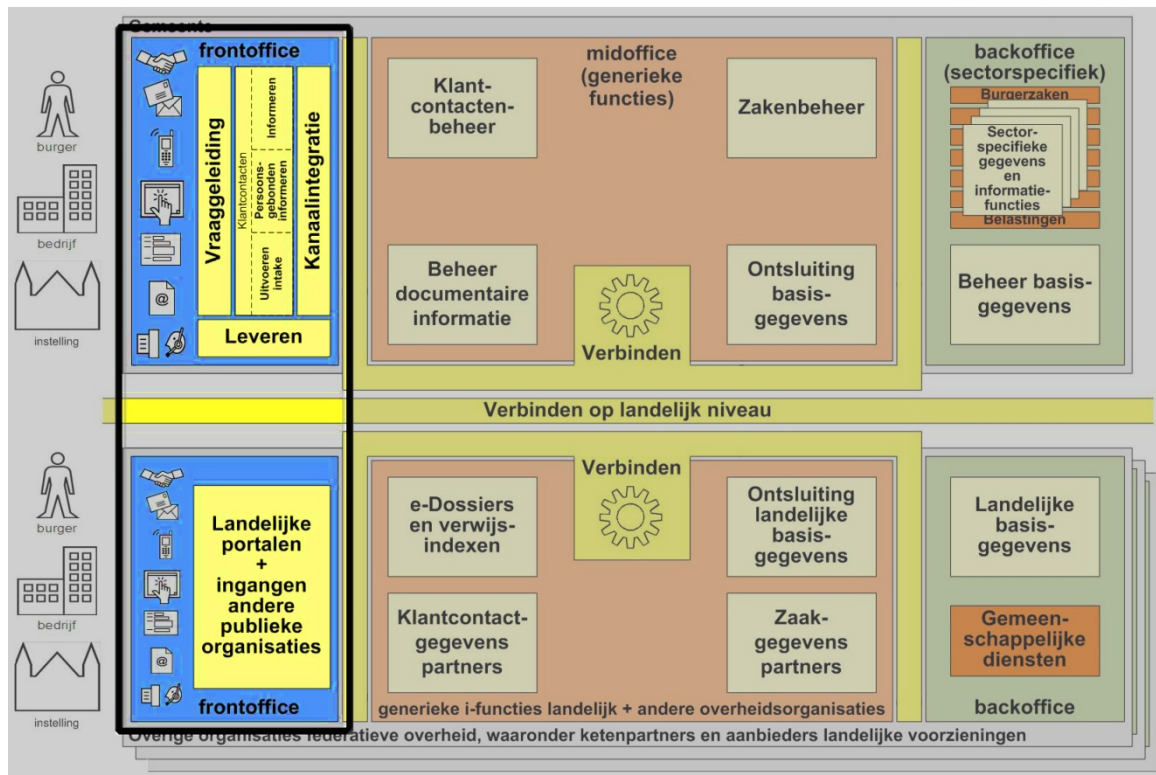 Gemeente
frontoffice
Vraaggeleiding
Klantcontacten
Informeren
Persoons-
gebonden
informeren
Uitvoeren
intake
Kanaalintegratie
Leveren
@
burger
bedrijf
instelling
midoffice
(generieke
functies)
Klant-
contacten-
beheer
Zakenbeheer
Beheer
documentaire
informatie
Verbinden
Ontsluiting
basis-
gegevens
backoffice
(sectorspecifiek)
Burgerzaken
Sector-
specifieke
gegevens
en
informatie-
functies
Belastingen
Beheer basis-
gegevens
Verbinden op landelijk niveau
burger
bedrijf
instelling
@
Landelijke
portalen
+
ingangen
andere
publieke
organisaties
frontoffice
Verbinden
e-Dossiers
en verwijs-
indexen
Ontsluiting
landelijke
basis-
gegevens
Klantcontact-
gegevens
partners
Zaak-
gegevens
partners
generieke i-functies landelijk + andere overheidsorganisaties
Landelijke
basis-
gegevens
Gemeen-
schappelijke
diensten
backoffice
Overige organisaties federatieve overheid, waaronder ketenpartners en aanbieders landelijke voorzieningen